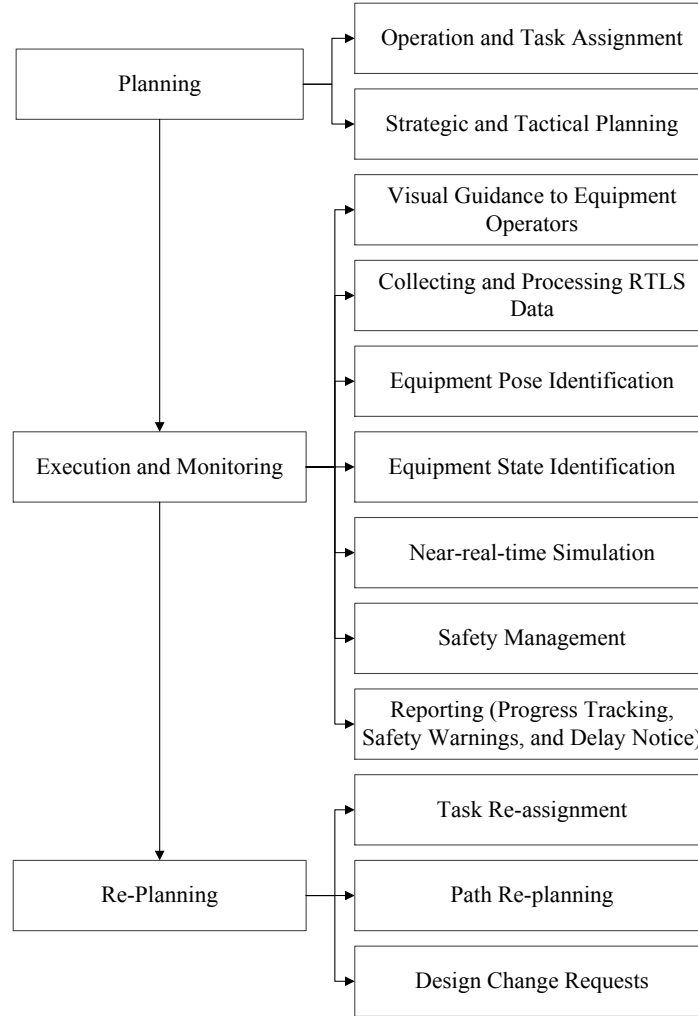 Operation and Task Assignment
Planning
Strategic and Tactical Planning
Visual Guidance to Equipment
Operators
Collecting and Processing RTLS
Data
Equipment Pose Identification
Execution and Monitoring
Equipment State Identification
Near-real-time Simulation
Safety Management
Reporting (Progress Tracking,
Safety Warnings, and Delay Notice)
Task Re-assignment
Re-Planning
Path Re-planning
Design Change Requests